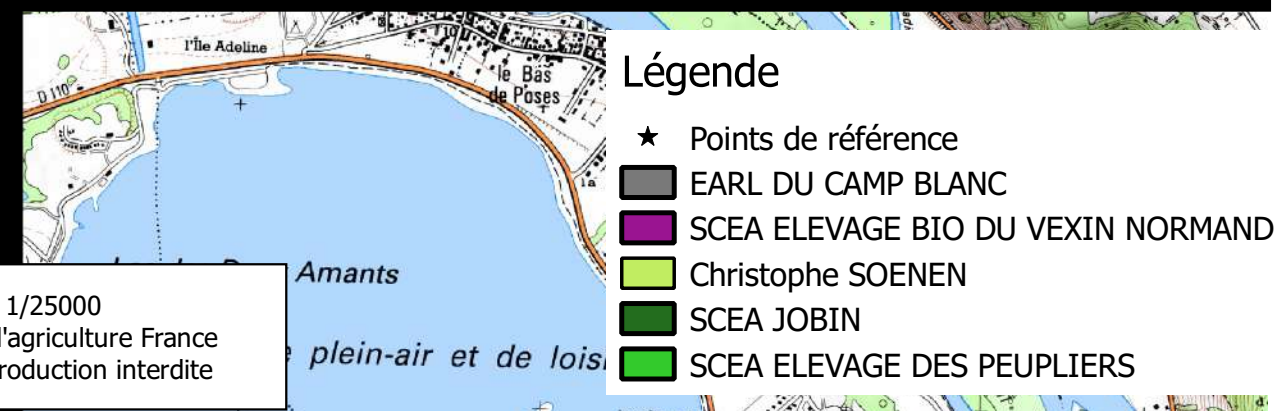 l'Île Adeline
D 110
le Bas
de Poses
Amants
plein-air et de
1/25000
'agriculture France
roduction interdite
Légende
Points de référence
EARL DU CAMP BLANC
SCEA ELEVAGE BIO DU VEXIN NORMAND
Christophe SOENEN
SCEA JOBIN
SCEA ELEVAGE DES PEUPLIERS